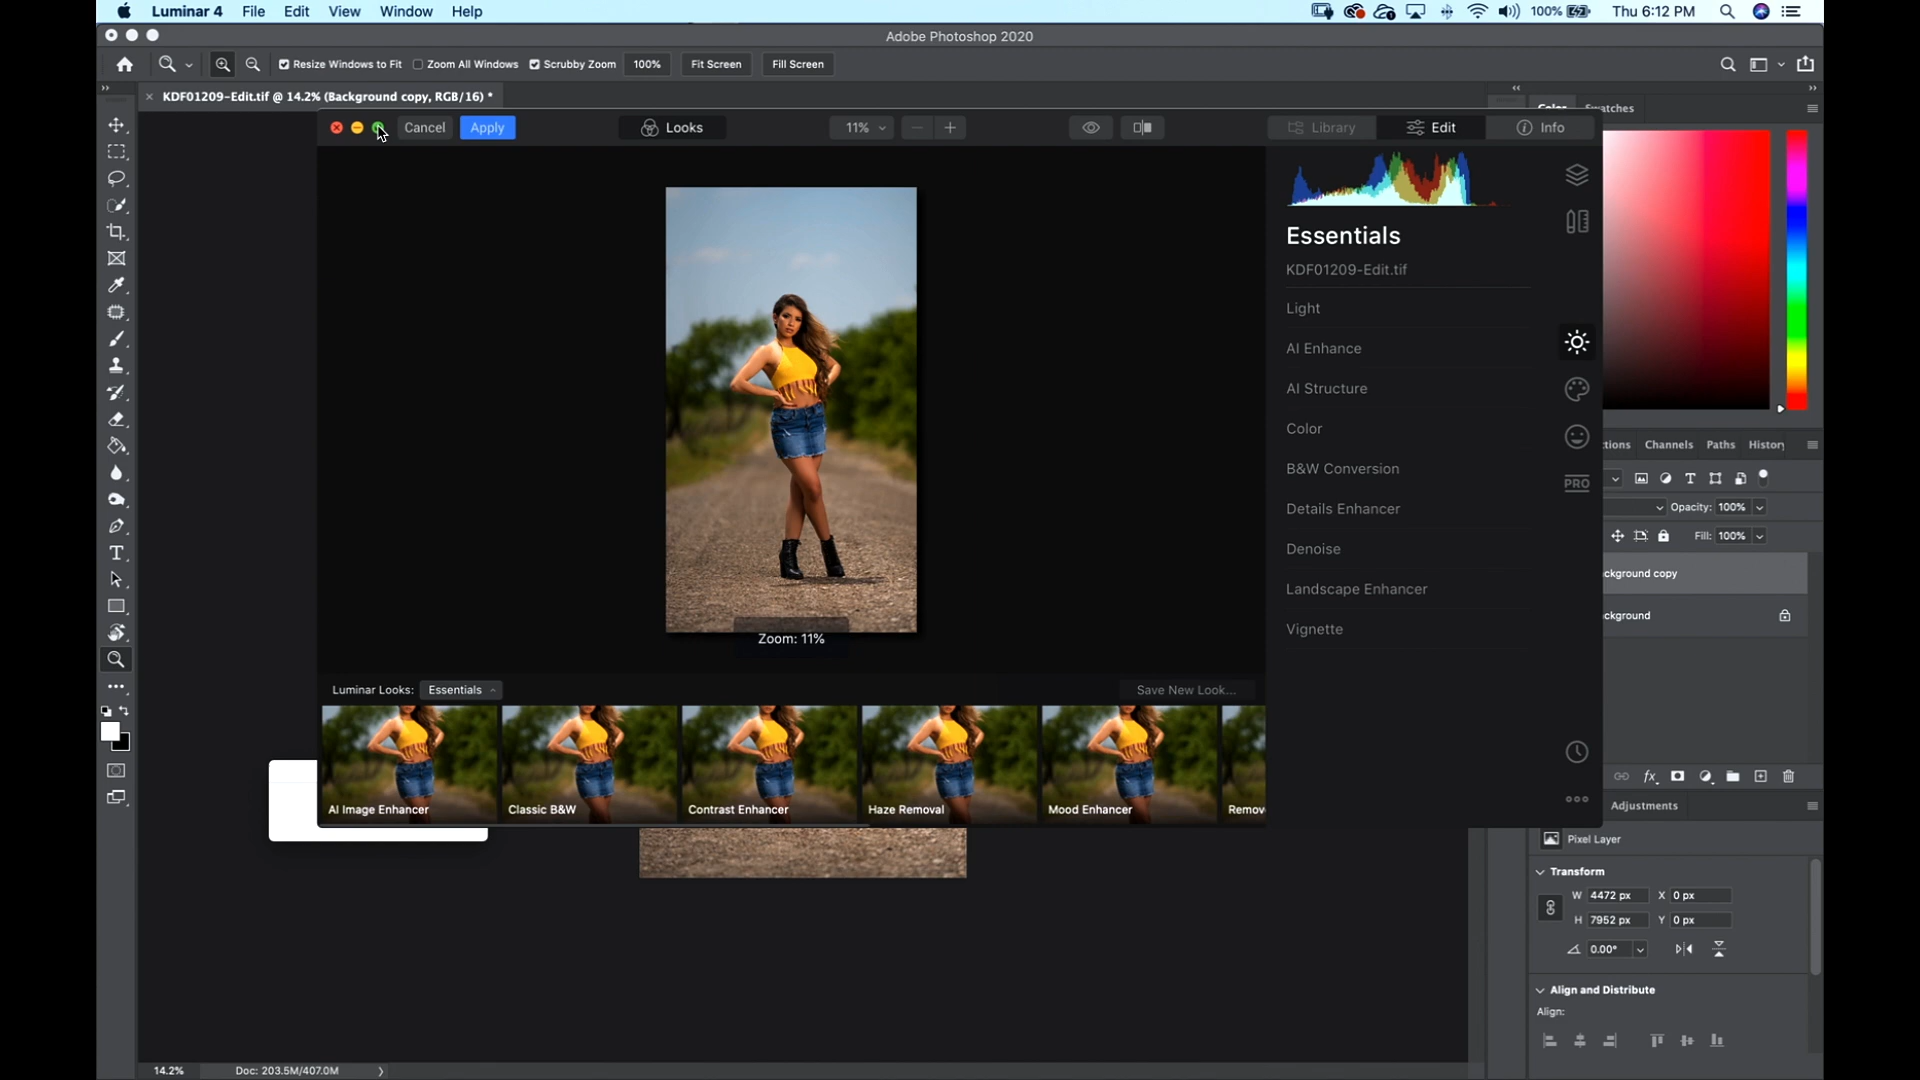 Luminar 4 File Edit View Window Help 100% Thu 6:12 PM
Adobe Photoshop 2020
Resize Windows to Fit Zoom All Windows Scrubby Zoom 100% Fit Screen Fill Screen
KDF01209-Edit.tif @ 14.2% (Background copy, RGB/16) *
Color Swatches
Cancel Apply Looks 11% Library Edit Info
Essentials
KDF01209-Edit.tif
Light
AI Enhance
AI Structure
Color
B&W Conversion
Details Enhancer
Denoise
Landscape Enhancer
Vignette
PRO
Zoom: 11%
Luminar Looks: Essentials Save New Look...
AI Image Enhancer Classic B&W Contrast Enhancer Haze Removal Mood Enhancer Remov
ctions Channels Paths History
Opacity: 100%
Fill: 100%
ckground copy
ckground
fx
Adjustments
Pixel Layer
Transform
W 4472 px X 0 px
H 7952 px Y 0 px
0.00°
Align and Distribute
Align:
14.2% Doc: 203.5M/407.0M